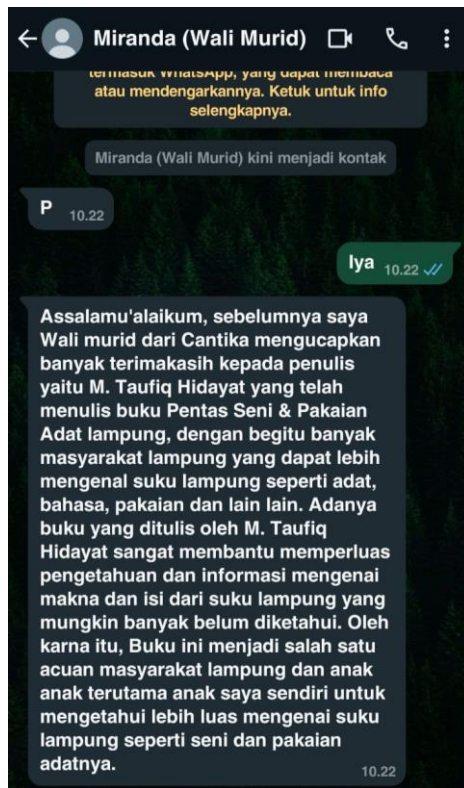 Miranda (Wali Murid)
termasuk WhatsApp, yang dapat membaca
atau mendengarkannya. Ketuk untuk info
selengkapnya.
Miranda (Wali Murid) kini menjadi kontak
P 10.22
Iya 10.22
Assalamu'alaikum, sebelumnya saya
Wali murid dari Cantika mengucapkan
banyak terimakasih kepada penulis
yaitu M. Taufiq Hidayat yang telah
menulis buku Pentas Seni & Pakaian
Adat lampung, dengan begitu banyak
masyarakat lampung yang dapat lebih
mengenal suku lampung seperti adat,
bahasa, pakaian dan lain lain. Adanya
buku yang ditulis oleh M. Taufiq
Hidayat sangat membantu memperluas
pengetahuan dan informasi mengenai
makna dan isi dari suku lampung yang
mungkin banyak belum diketahui. Oleh
karna itu, Buku ini menjadi salah satu
acuan masyarakat lampung dan anak
anak terutama anak saya sendiri untuk
mengetahui lebih luas mengenai suku
lampung seperti seni dan pakaian
adatnya.
10.22